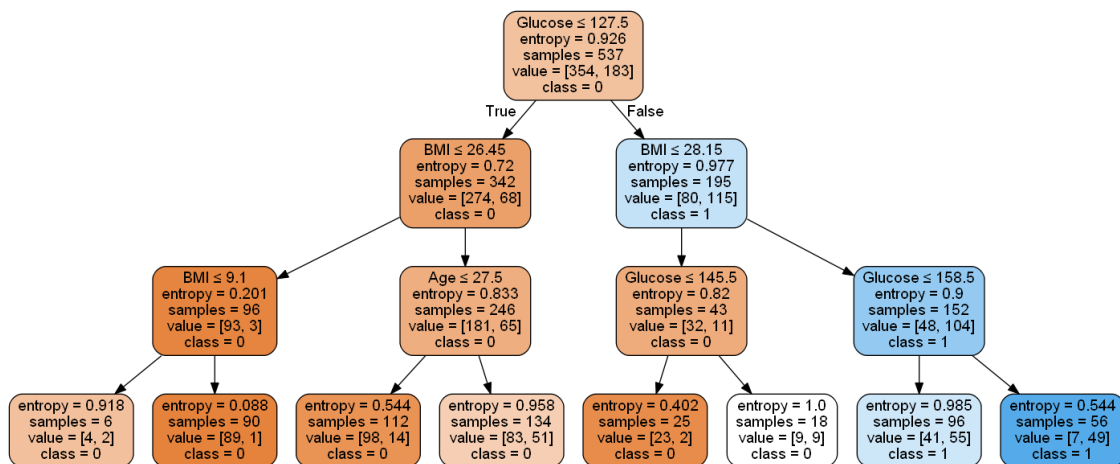 Glucose ≤ 127.5
entropy = 0.926
samples = 537
value = [354, 183]
class = 0
True
False
BMI ≤ 26.45
entropy = 0.72
samples = 342
value = [274, 68]
class = 0
BMI ≤ 28.15
entropy = 0.977
samples = 195
value = [80, 115]
class = 1
BMI ≤ 9.1
entropy = 0.201
samples = 96
value = [93, 3]
class = 0
Age ≤ 27.5
entropy = 0.833
samples = 246
value = [181, 65]
class = 0
Glucose ≤ 145.5
entropy = 0.82
samples = 43
value = [32, 11]
class = 0
Glucose ≤ 158.5
entropy = 0.9
samples = 152
value = [48, 104]
class = 1
entropy = 0.918
samples = 6
value = [4, 2]
class = 0
entropy = 0.088
samples = 90
value = [89, 1]
class = 0
entropy = 0.544
samples = 112
value = [98, 14]
class = 0
entropy = 0.958
samples = 134
value = [83, 51]
class = 0
entropy = 0.402
samples = 25
value = [23, 2]
class = 0
entropy = 1.0
samples = 18
value = [9, 9]
class = 0
entropy = 0.985
samples = 96
value = [41, 55]
class = 1
entropy = 0.544
samples = 56
value = [7, 49]
class = 1